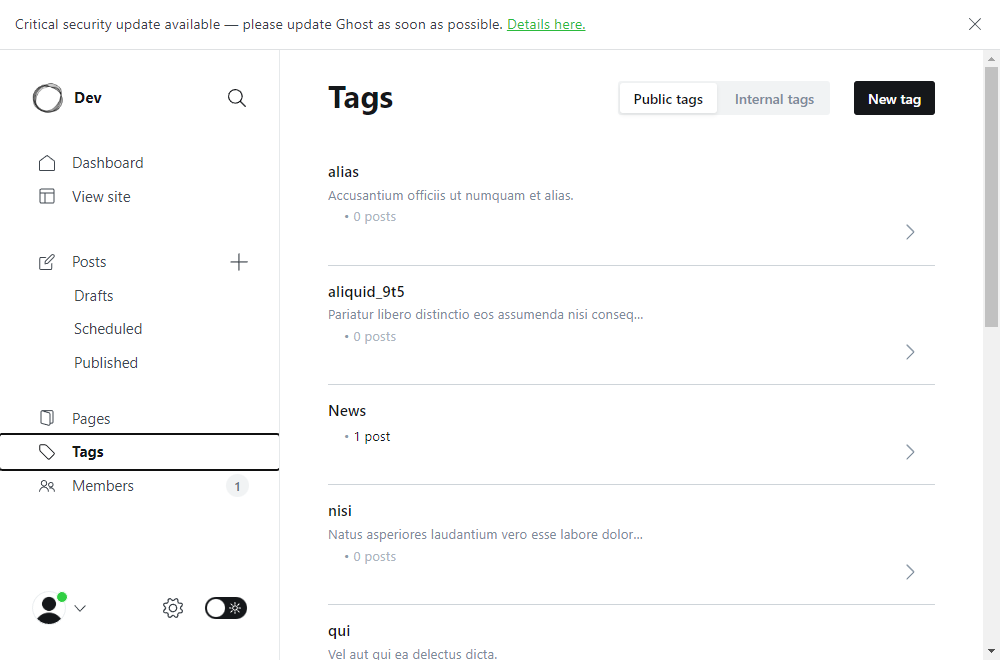 Critical security update available — please update Ghost as soon as possible. Details here.
Dev
Dashboard
View site
Posts
Drafts
Scheduled
Published
Pages
Tags
Members
1
Tags
Public tags
Internal tags
New tag
alias
Accusantium officiis ut numquam et alias.
• 0 posts
aliquid_9t5
Pariatur libero distinctio eos assumenda nisi conseq...
• 0 posts
News
• 1 post
nisi
Natus asperiores laudantium vero esse labore dolor...
• 0 posts
qui
Vel aut qui ea delectus dicta.